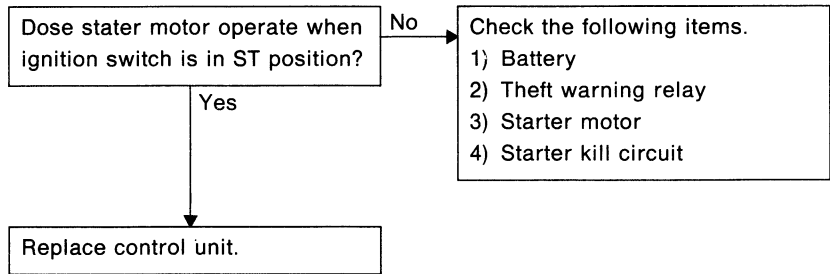 Dose stater motor operate when
ignition switch is in ST position?
No
Check the following items.
1) Battery
2) Theft warning relay
3) Starter motor
4) Starter kill circuit
Yes
Replace control unit.